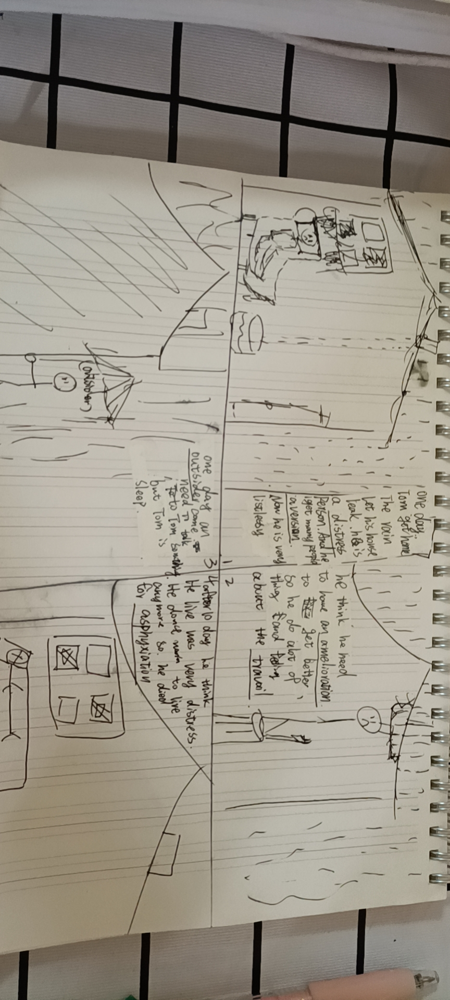 one day.
Tom get home
The rain
let his house
leak. he is
a distress
person. And he
get many people
aversion.
Now he is very
listlessly
1
2
he think he need
to have an amelioration.
to get better,
so he do alot of
things and
about the travail.
3
one day an
outsider come.
need to talk
to Tom something.
but Tom is
sleep.
(outsider)
4
after 10 day he think
He live was very distress.
He don't want to live
anymore so. he died
for asphyxiation